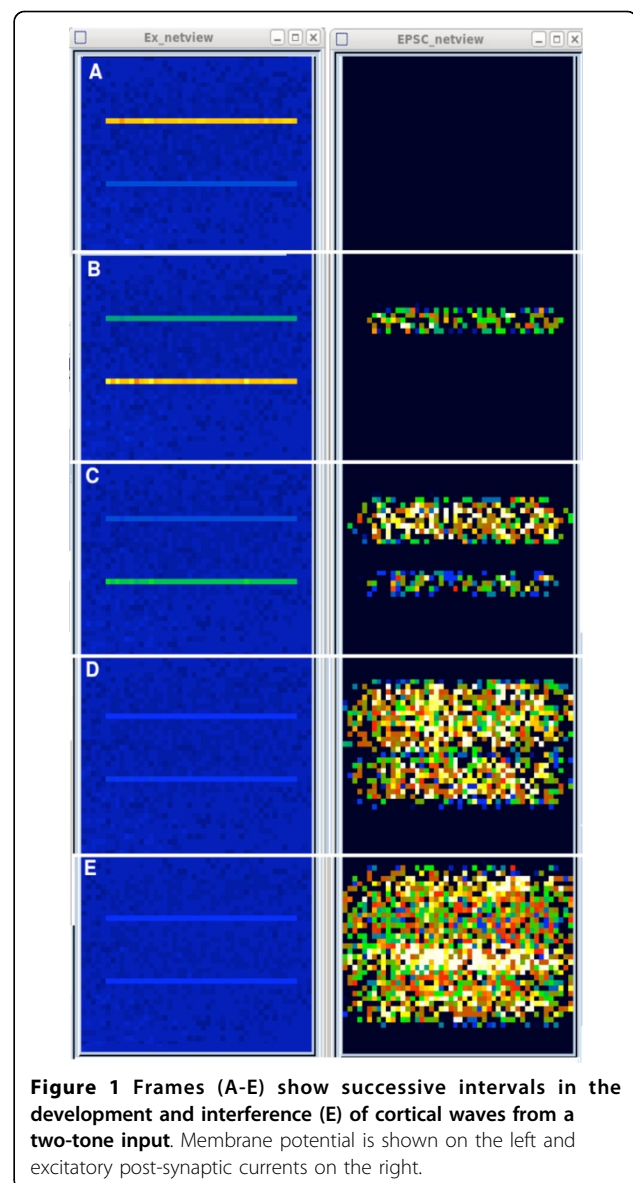 Ex_netview
EPSC_netview
A
B
C
D
E
Figure 1 Frames (A-E) show successive intervals in the
development and interference (E) of cortical waves from a
two-tone input. Membrane potential is shown on the left and
excitatory post-synaptic currents on the right.